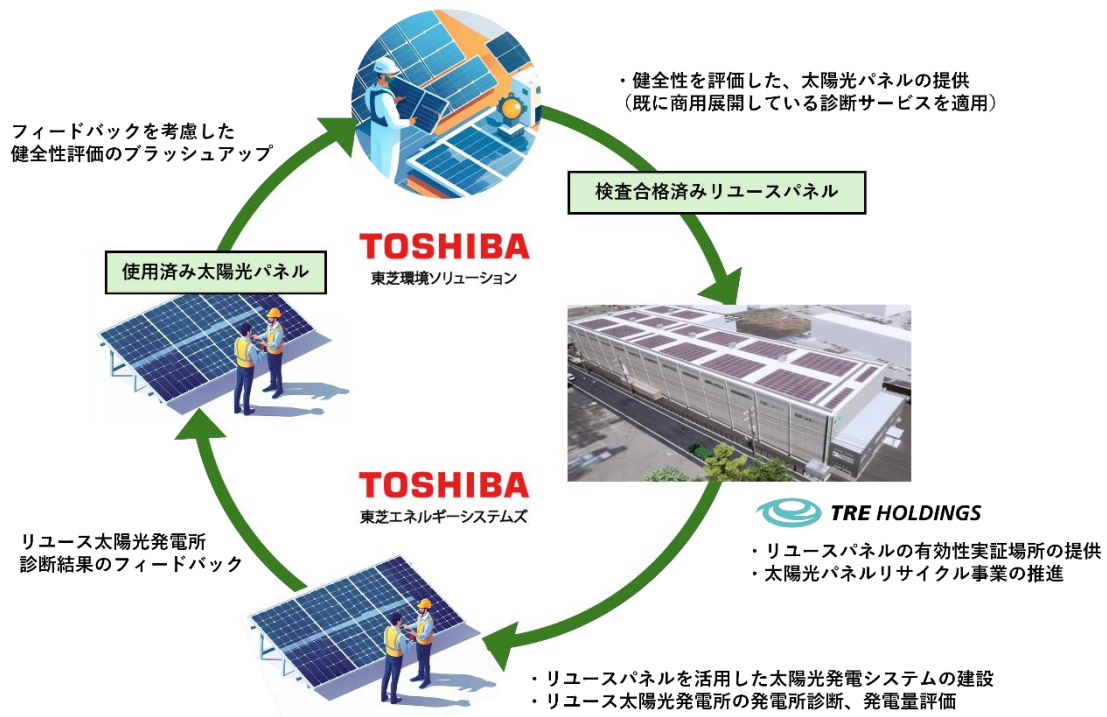 ・健全性を評価した、太陽光パネルの提供
（既に商用展開している診断サービスを適用）
フィードバックを考慮した
健全性評価のブラッシュアップ
検査合格済みリユースパネル
TOSHIBA
東芝環境ソリューション
使用済み太陽光パネル
TOSHIBA
東芝エネルギーシステムズ
TRE HOLDINGS
・リユースパネルの有効性実証場所の提供
・太陽光パネルリサイクル事業の推進
リユース太陽光発電所
診断結果のフィードバック
・リユースパネルを活用した太陽光発電システムの建設
・リユース太陽光発電所の発電所診断、発電量評価